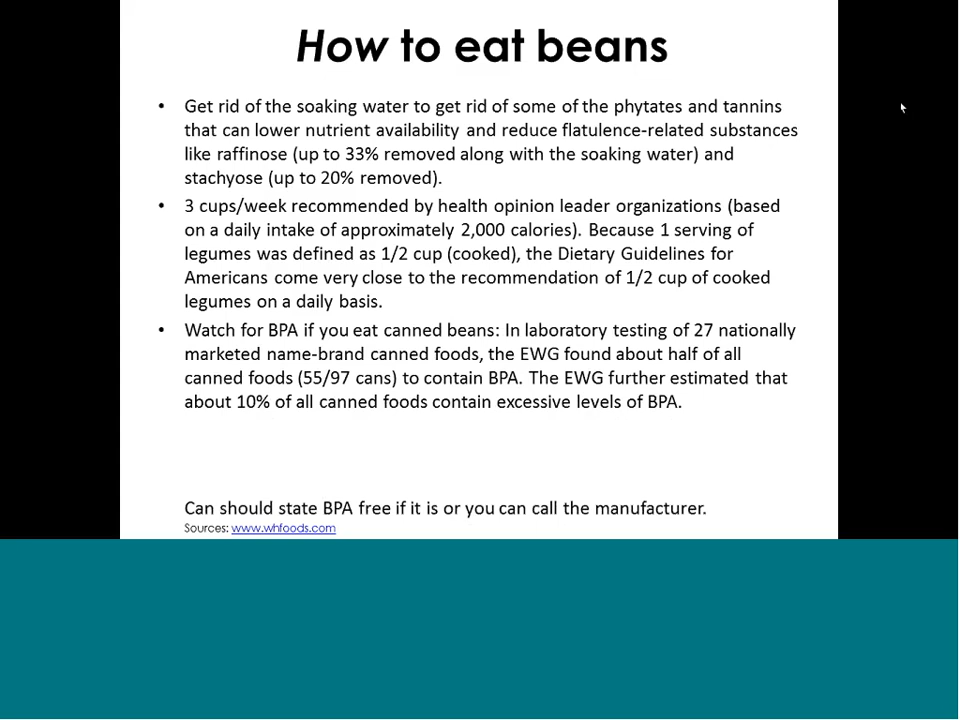 How to eat beans
• Get rid of the soaking water to get rid of some of the phytates and tannins
that can lower nutrient availability and reduce flatulence-related substances
like raffinose (up to 33% removed along with the soaking water) and
stachyose (up to 20% removed).
• 3 cups/week recommended by health opinion leader organizations (based
on a daily intake of approximately 2,000 calories). Because 1 serving of
legumes was defined as 1/2 cup (cooked), the Dietary Guidelines for
Americans come very close to the recommendation of 1/2 cup of cooked
legumes on a daily basis.
• Watch for BPA if you eat canned beans: In laboratory testing of 27 nationally
marketed name-brand canned foods, the EWG found about half of all
canned foods (55/97 cans) to contain BPA. The EWG further estimated that
about 10% of all canned foods contain excessive levels of BPA.
Can should state BPA free if it is or you can call the manufacturer.
Sources: www.whfoods.com